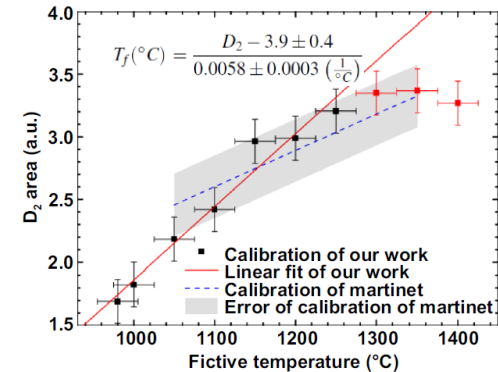 4.0
3.5
3.0
2.5
2.0
1.5
D₂ area (a.u.)
T_f(°C) = (D₂ − 3.9 ± 0.4) / (0.0058 ± 0.0003 (1/°C))
Calibration of our work
Linear fit of our work
Calibration of martinet
Error of calibration of martinet
1000 1100 1200 1300 1400
Fictive temperature (°C)